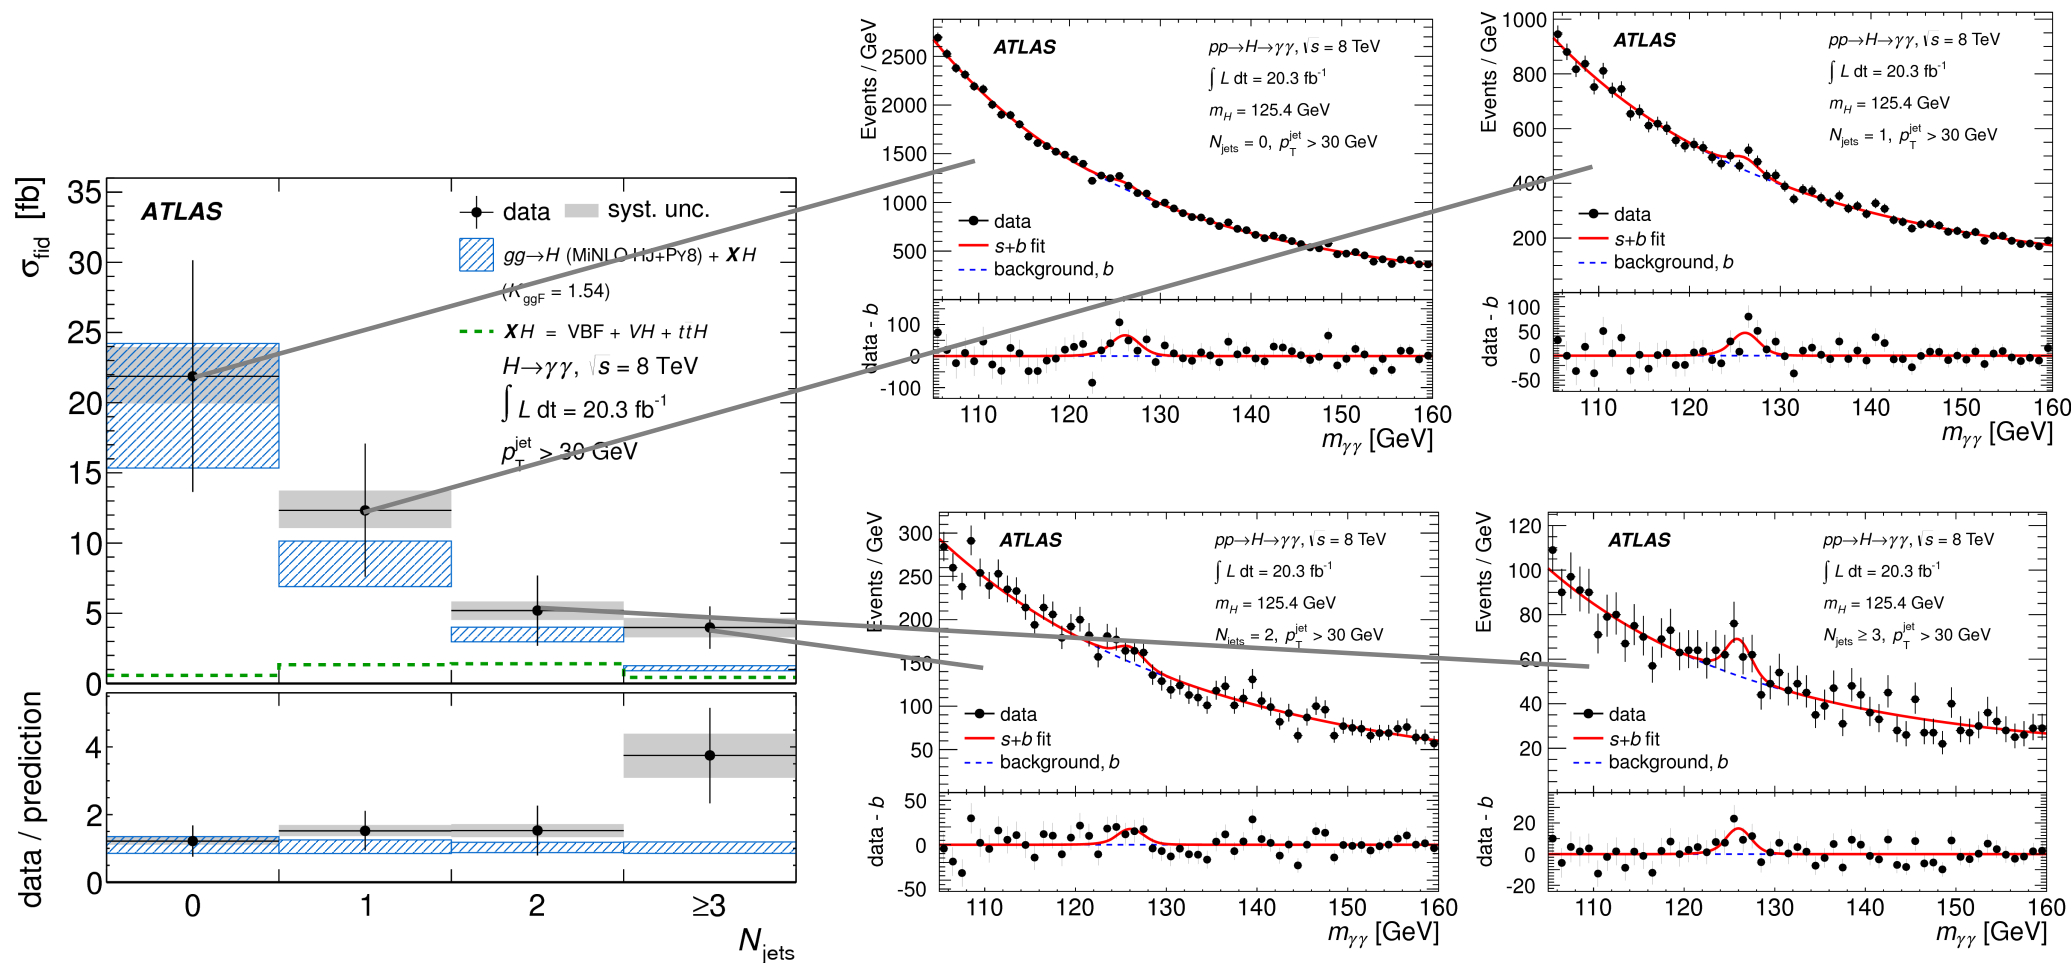 σfid [fb]
35
30
25
20
15
10
5
0
ATLAS
data syst. unc.
gg→H (MiNLO HJ+PY8) + XH
(KggF = 1.54)
XH = VBF + VH + ttH
H→γγ, √s = 8 TeV
∫ L dt = 20.3 fb-1
pTjet > 30 GeV
data / prediction
4
2
0
0 1 2 ≥3
Njets
Events / GeV
2500
2000
1500
1000
500
ATLAS
pp→H→γγ, √s = 8 TeV
∫ L dt = 20.3 fb-1
mH = 125.4 GeV
Njets = 0, pTjet > 30 GeV
data
s+b fit
background, b
data - b
100
0
-100
110 120 130 140 150 160
mγγ [GeV]
Events / GeV
1000
800
600
400
200
ATLAS
pp→H→γγ, √s = 8 TeV
∫ L dt = 20.3 fb-1
mH = 125.4 GeV
Njets = 1, pTjet > 30 GeV
data
s+b fit
background, b
data - b
100
50
0
-50
110 120 130 140 150 160
mγγ [GeV]
Events / GeV
300
250
200
150
100
50
ATLAS
pp→H→γγ, √s = 8 TeV
∫ L dt = 20.3 fb-1
mH = 125.4 GeV
Njets = 2, pTjet > 30 GeV
data
s+b fit
background, b
data - b
50
0
-50
110 120 130 140 150 160
mγγ [GeV]
Events / GeV
120
100
80
60
40
20
ATLAS
pp→H→γγ, √s = 8 TeV
∫ L dt = 20.3 fb-1
mH = 125.4 GeV
Njets ≥ 3, pTjet > 30 GeV
data
s+b fit
background, b
data - b
20
0
-20
110 120 130 140 150 160
mγγ [GeV]